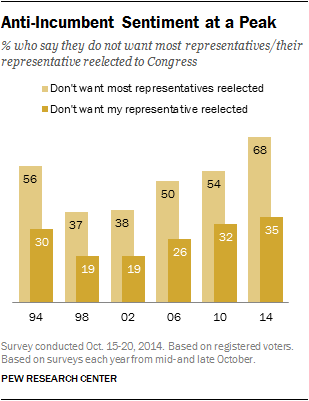 Anti-Incumbent Sentiment at a Peak
% who say they do not want most representatives/their
representative reelected to Congress
Don't want most representatives reelected
Don't want my representative reelected
56 30
37 19
38 19
50 26
54 32
68 35
94 98 02 06 10 14
Survey conducted Oct. 15-20, 2014. Based on registered voters.
Based on surveys each year from mid-and late October.
PEW RESEARCH CENTER